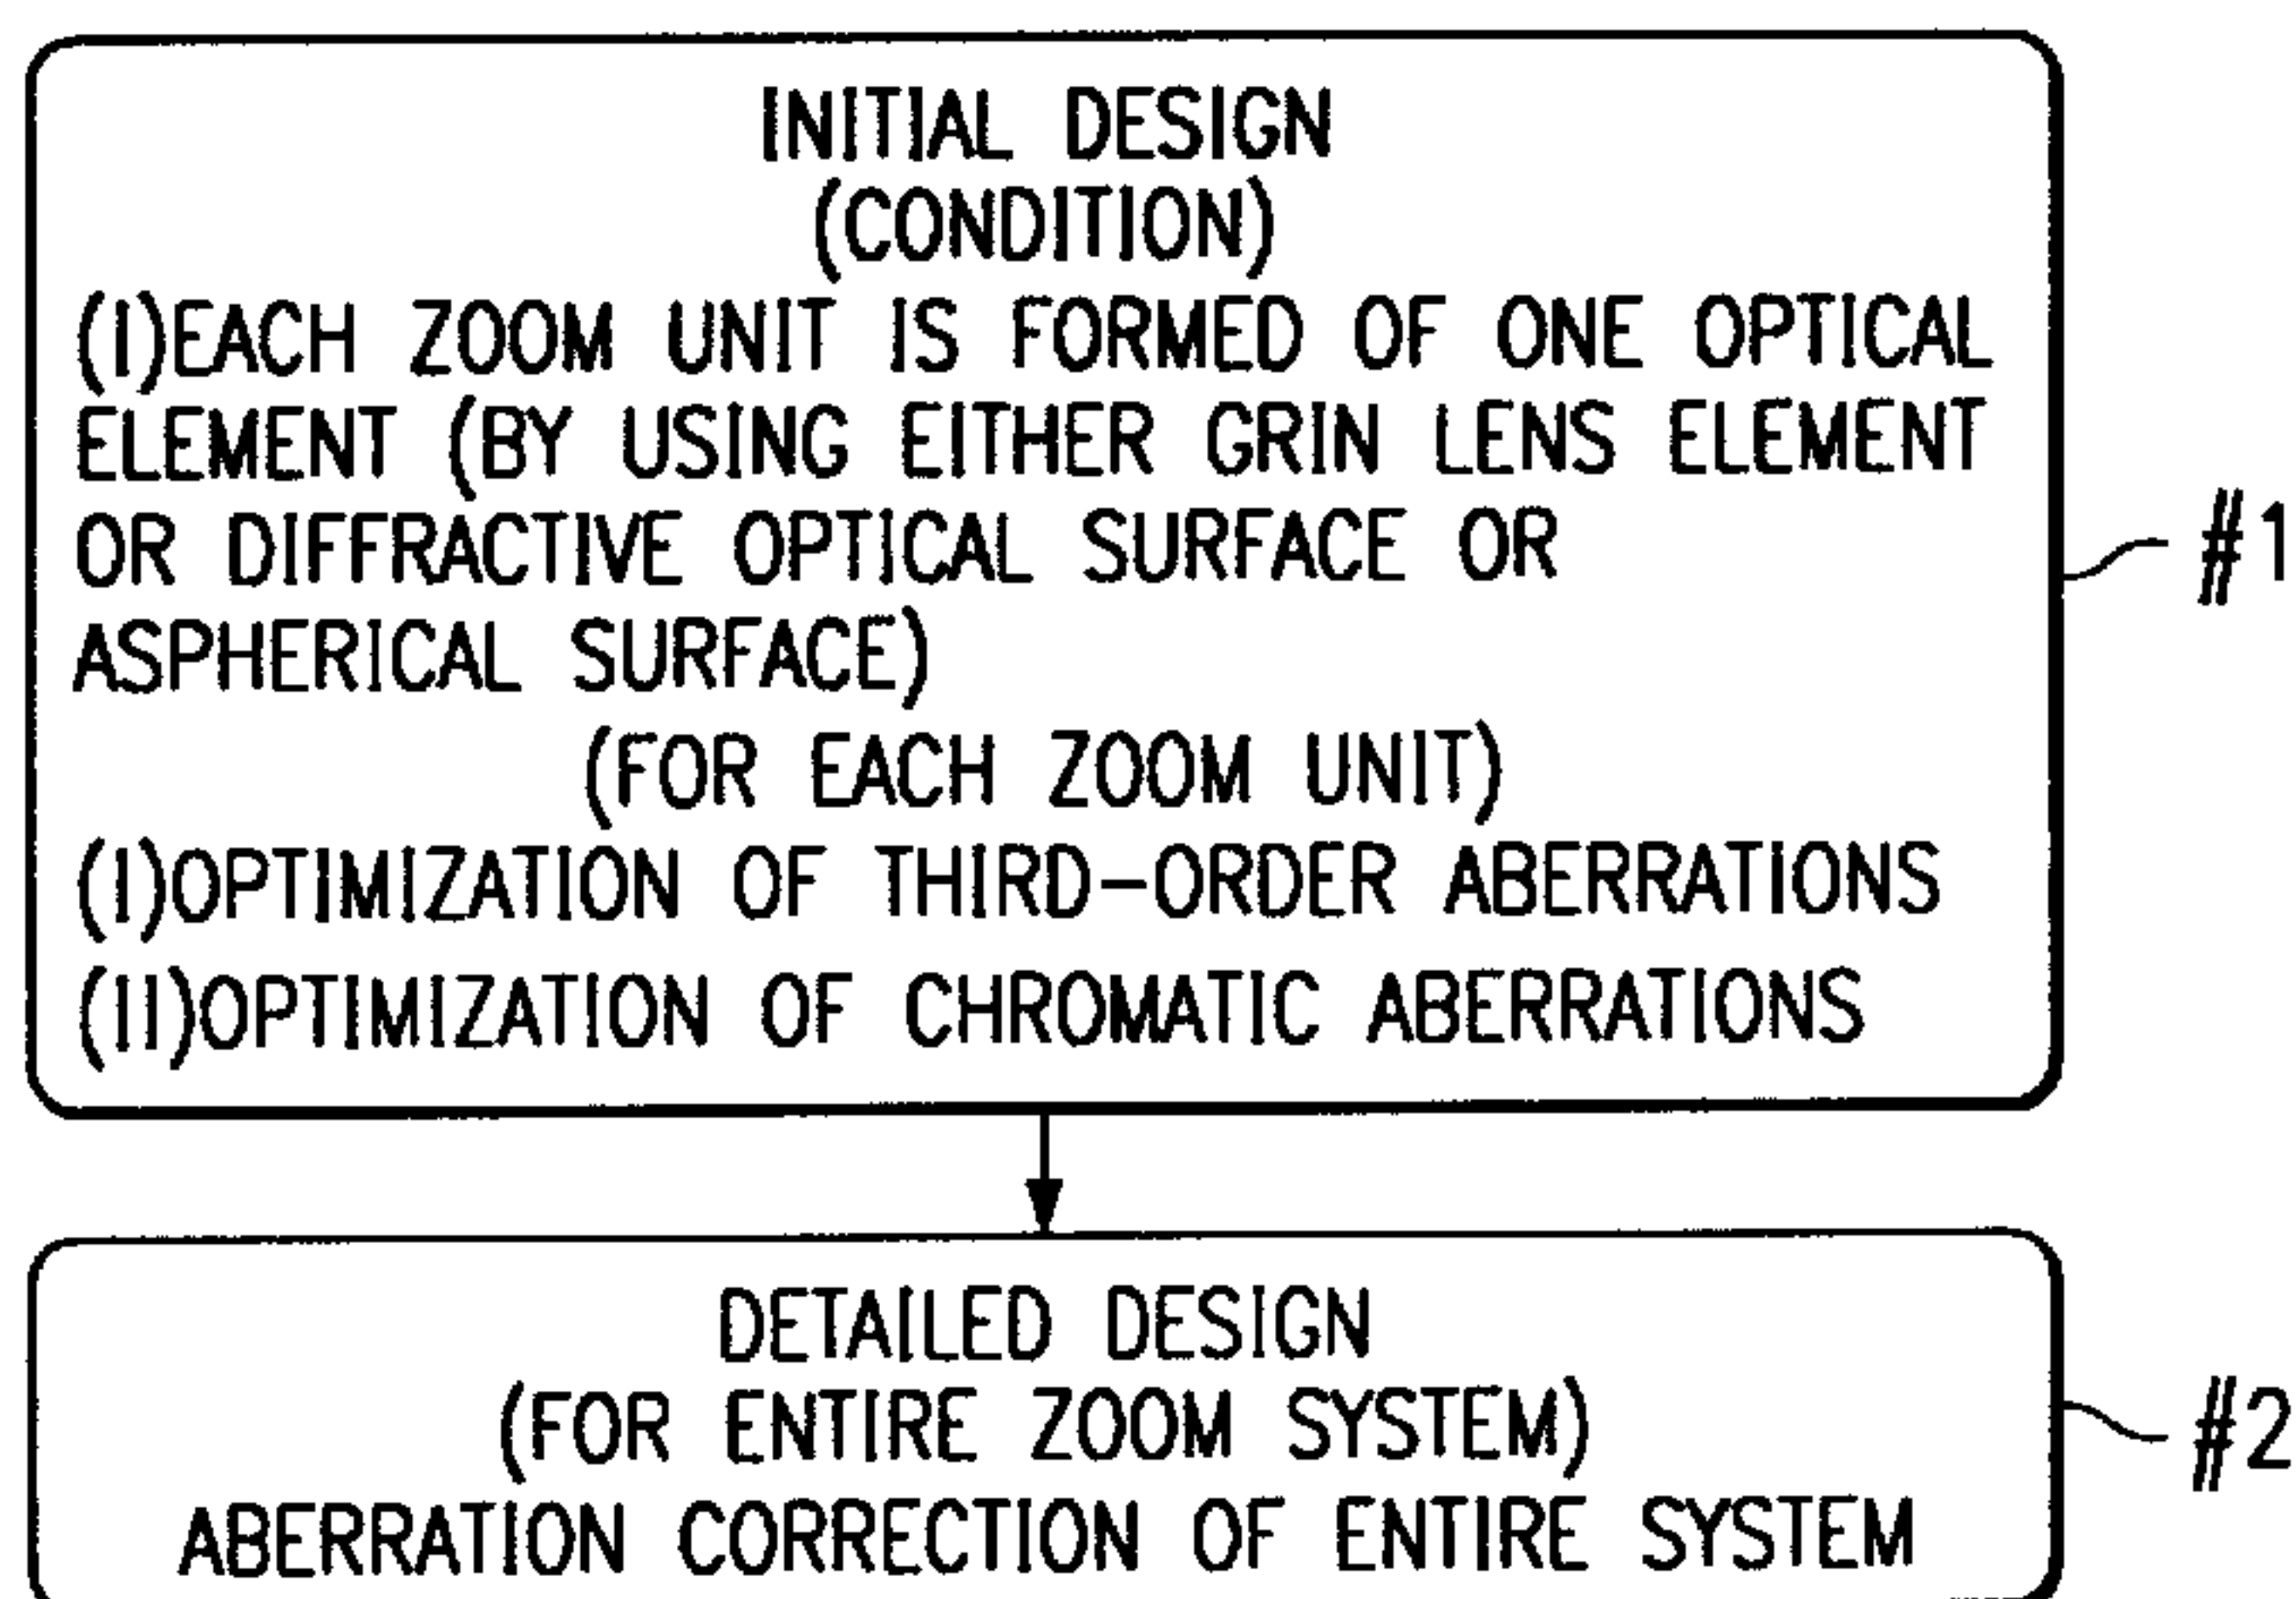 INITIAL DESIGN
(CONDITION)
(I)EACH ZOOM UNIT IS FORMED OF ONE OPTICAL
ELEMENT (BY USING EITHER GRIN LENS ELEMENT
OR DIFFRACTIVE OPTICAL SURFACE OR
ASPHERICAL SURFACE)
(FOR EACH ZOOM UNIT)
(I)OPTIMIZATION OF THIRD-ORDER ABERRATIONS
(II)OPTIMIZATION OF CHROMATIC ABERRATIONS
#1
DETAILED DESIGN
(FOR ENTIRE ZOOM SYSTEM)
ABERRATION CORRECTION OF ENTIRE SYSTEM
#2